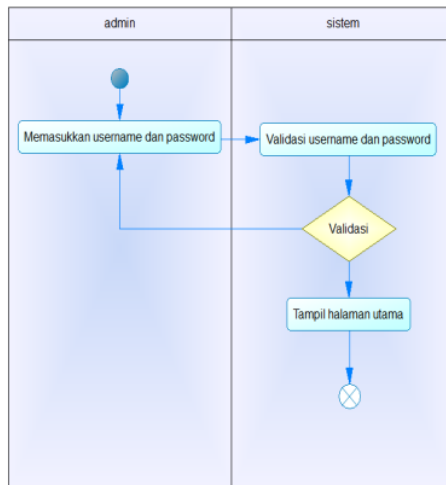 admin
sistem
Memasukkan username dan password
Validasi username dan password
Validasi
Tampil halaman utama